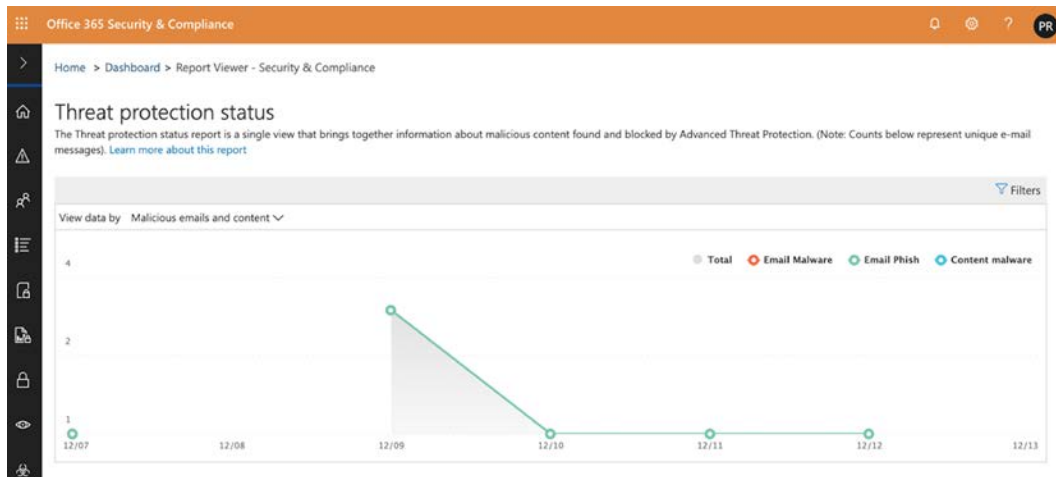 Office 365 Security & Compliance
?
PR
Home > Dashboard > Report Viewer - Security & Compliance
Threat protection status
The Threat protection status report is a single view that brings together information about malicious content found and blocked by Advanced Threat Protection. (Note: Counts below represent unique e-mail
messages). Learn more about this report
Filters
View data by Malicious emails and content
Total Email Malware Email Phish Content malware
4
2
1
12/07 12/08 12/09 12/10 12/11 12/12 12/13